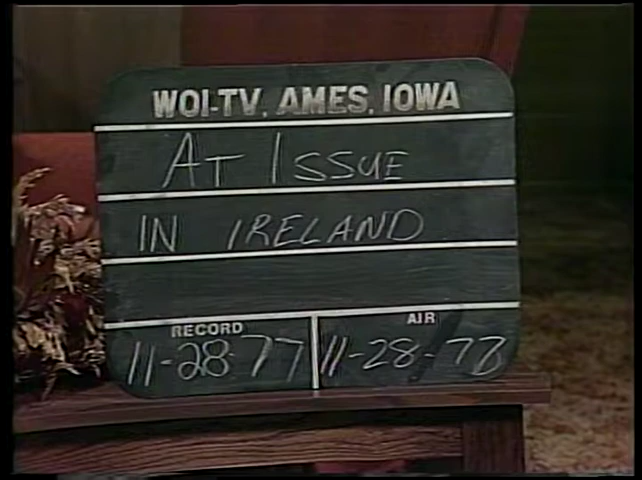 WOI-TV, AMES, IOWA
AT ISSUE
IN IRELAND
RECORD AIR
11-28-77 11-28-77